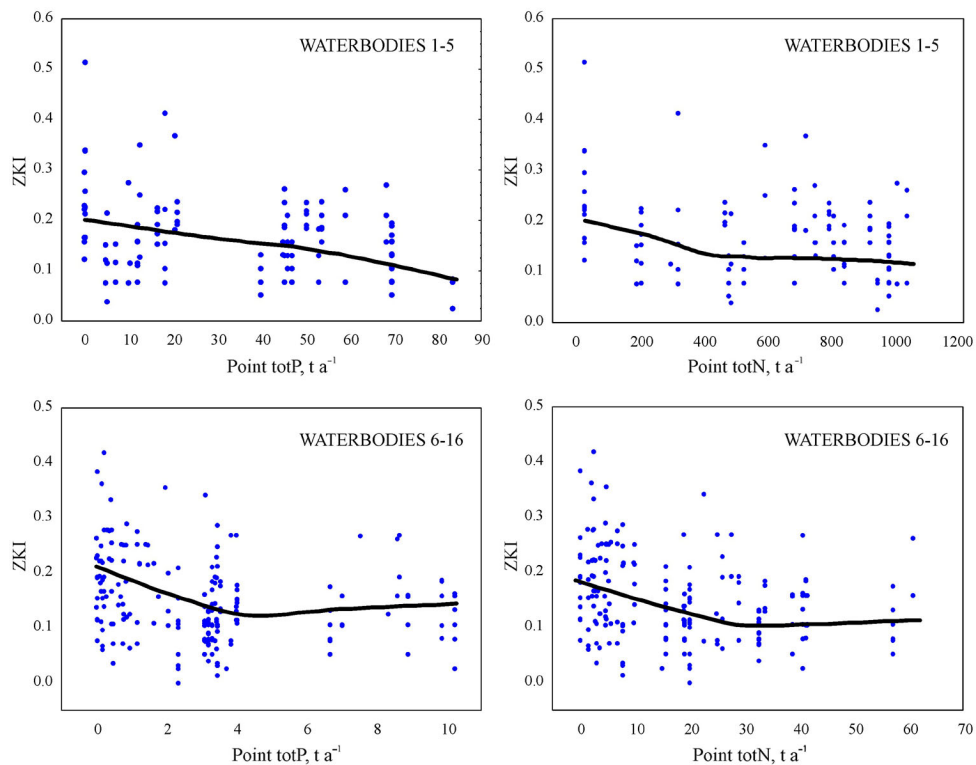 WATERBODIES 1-5
ZKI
0.6
0.5
0.4
0.3
0.2
0.1
0.0
0 10 20 30 40 50 60 70 80 90
Point totP, t a⁻¹
WATERBODIES 1-5
ZKI
0.6
0.5
0.4
0.3
0.2
0.1
0.0
200 400 600 800 1000 1200
Point totN, t a⁻¹
WATERBODIES 6-16
ZKI
0.5
0.4
0.3
0.2
0.1
0.0
0 2 4 6 8 10
Point totP, t a⁻¹
WATERBODIES 6-16
ZKI
0.5
0.4
0.3
0.2
0.1
0.0
0 10 20 30 40 50 60 70
Point totN, t a⁻¹